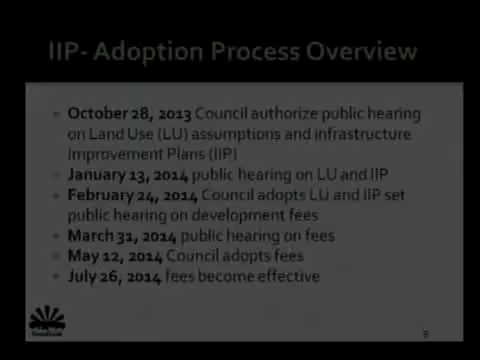 IIP- Adoption Process Overview
October 28, 2013 Council authorize public hearing
on Land Use (LU) assumptions and infrastructure
Improvement Plans (IIP)
January 13, 2014 public hearing on LU and IIP
February 24, 2014 Council adopts LU and IIP set
public hearing on development fees
March 31, 2014 public hearing on fees
May 12, 2014 Council adopts fees
July 26, 2014 fees become effective